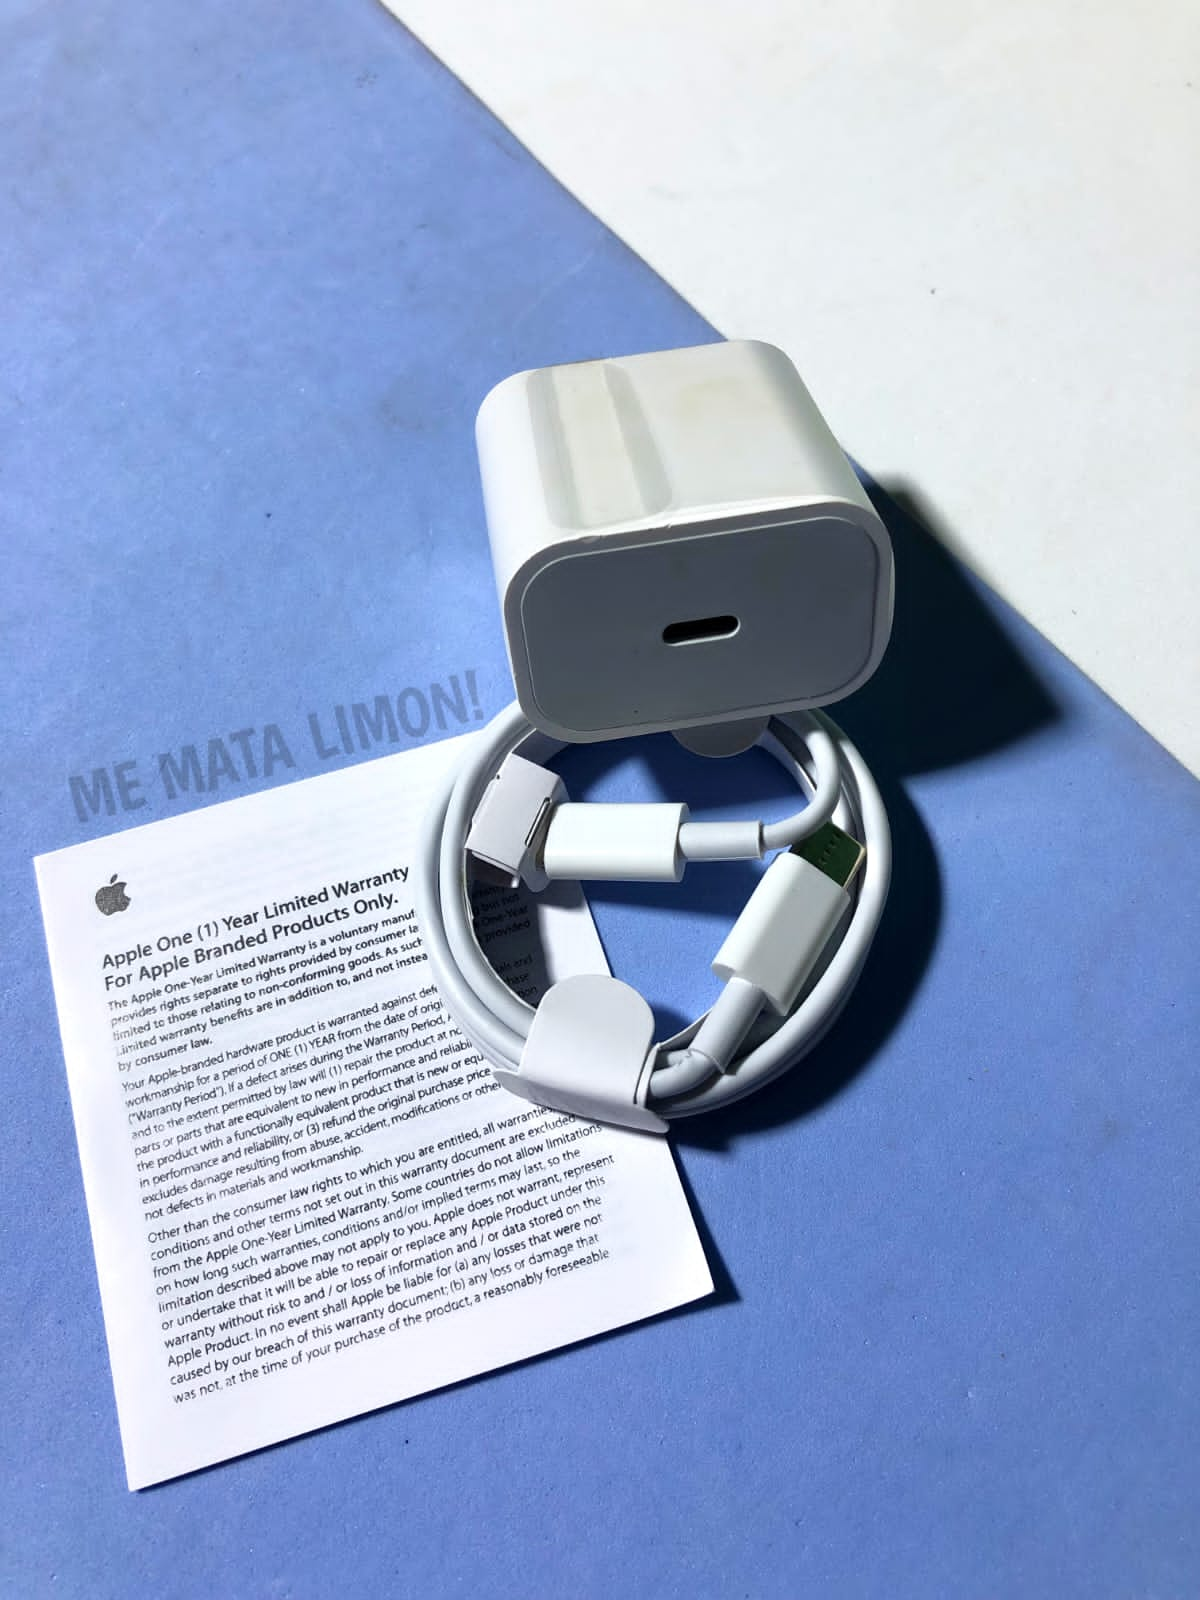 ME MATA LIMON!
Apple One (1) Year Limited Warranty
For Apple Branded Products Only.
The Apple One-Year Limited Warranty is a voluntary manuf
provides rights separate to rights provided by consumer la
limited to those relating to non-conforming goods. As such
Limited warranty benefits are in addition to, and not instea
by consumer law.
Your Apple-branded hardware product is warranted against defe
workmanship for a period of ONE (1) YEAR from the date of origi
("Warranty Period"). If a defect arises during the Warranty Period, A
and to the extent permitted by law will (1) repair the product at no
parts or parts that are equivalent to new in performance and reliabili
the product with a functionally equivalent product that is new or equ
in performance and reliability, or (3) refund the original purchase price
excludes damage resulting from abuse, accident, modifications or other
not defects in materials and workmanship.
Other than the consumer law rights to which you are entitled, all warranties
conditions and other terms not set out in this warranty document are excluded
from the Apple One-Year Limited Warranty. Some countries do not allow limitations
on how long such warranties, conditions and/or implied terms may last, so the
limitation described above may not apply to you. Apple does not warrant, represent
or undertake that it will be able to repair or replace any Apple Product under this
warranty without risk to and / or loss of information and / or data stored on the
Apple Product. In no event shall Apple be liable for (a) any losses that were not
caused by our breach of this warranty document; (b) any loss or damage that
was not, at the time of your purchase of the product, a reasonably foreseeable